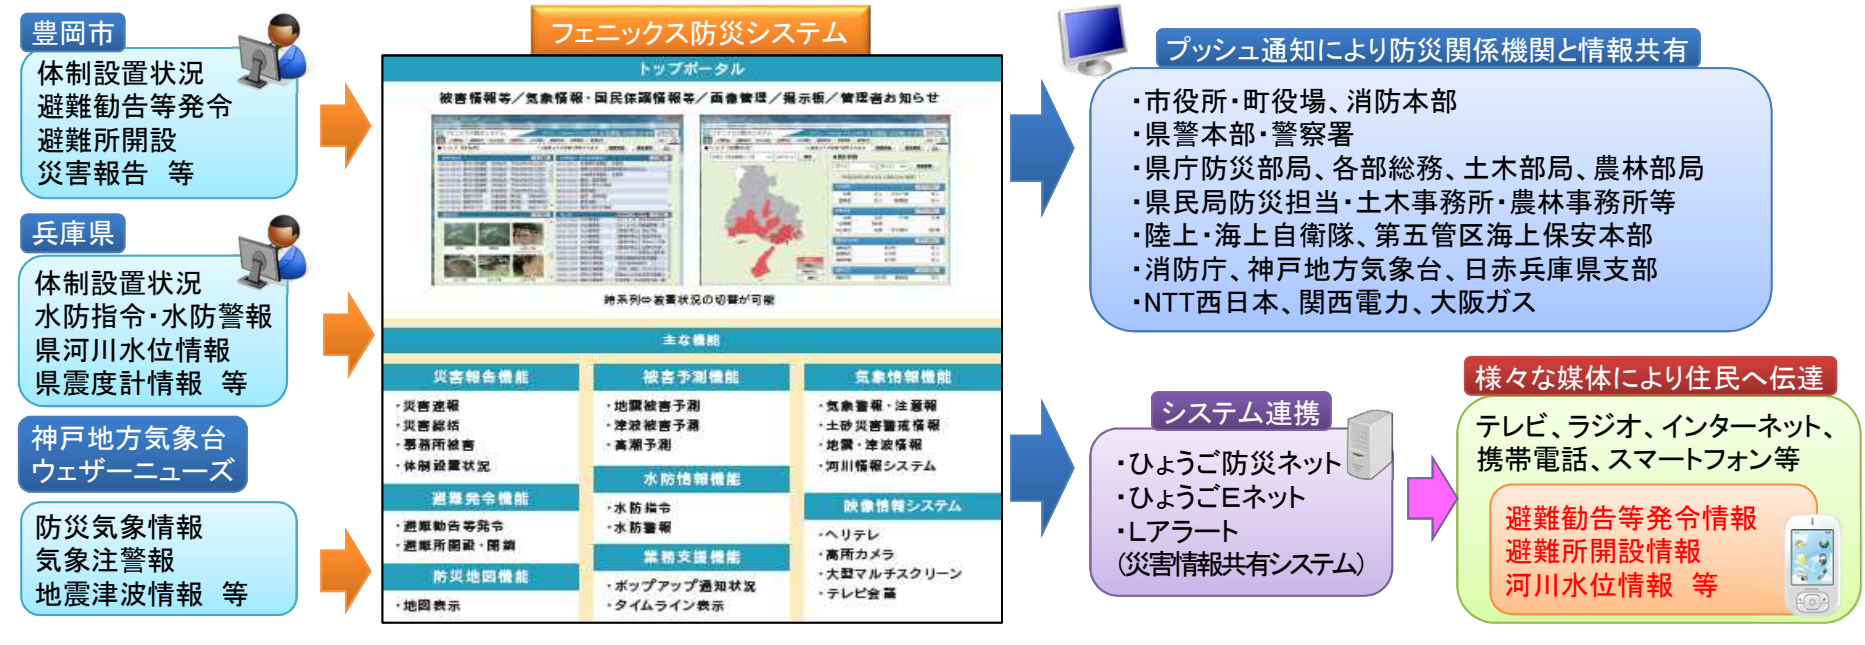 豊岡市
体制設置状況
避難勧告等発令
避難所開設
災害報告 等
兵庫県
体制設置状況
水防指令・水防警報
県河川水位情報
県震度計情報 等
神戸地方気象台
ウェザーニューズ
防災気象情報
気象注警報
地震津波情報 等
フェニックス防災システム
トップポータル
被害情報等／気象情報・国民保護情報等／画像管理／掲示板／管理者お知らせ
時系列⇔被害状況の切替が可能
主な機能
災害報告機能
・災害速報
・災害総括
・事務所被害
・体制設置状況
避難発令機能
・避難勧告等発令
・避難所開設・閉鎖
防災地図機能
・地図表示
被害予測機能
・地震被害予測
・津波被害予測
・高潮予測
水防情報機能
・水防指令
・水防警報
業務支援機能
・ポップアップ通知状況
・タイムライン表示
気象情報機能
・気象警報・注意報
・土砂災害警戒情報
・地震・津波情報
・河川情報システム
映像情報システム
・ヘリテレ
・高所カメラ
・大型マルチスクリーン
・テレビ会議
プッシュ通知により防災関係機関と情報共有
・市役所・町役場、消防本部
・県警本部・警察署
・県庁防災部局、各部総務、土木部局、農林部局
・県民局防災担当・土木事務所・農林事務所等
・陸上・海上自衛隊、第五管区海上保安本部
・消防庁、神戸地方気象台、日赤兵庫県支部
・NTT西日本、関西電力、大阪ガス
システム連携
・ひょうご防災ネット
・ひょうごEネット
・Lアラート
(災害情報共有システム)
様々な媒体により住民へ伝達
テレビ、ラジオ、インターネット、
携帯電話、スマートフォン等
避難勧告等発令情報
避難所開設情報
河川水位情報 等